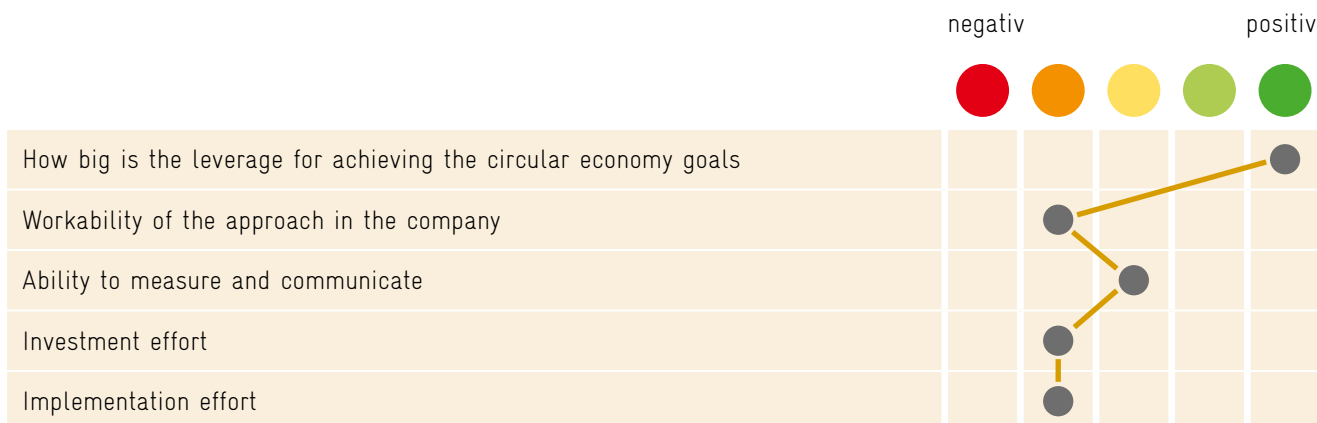 negativ positiv
How big is the leverage for achieving the circular economy goals
Workability of the approach in the company
Ability to measure and communicate
Investment effort
Implementation effort